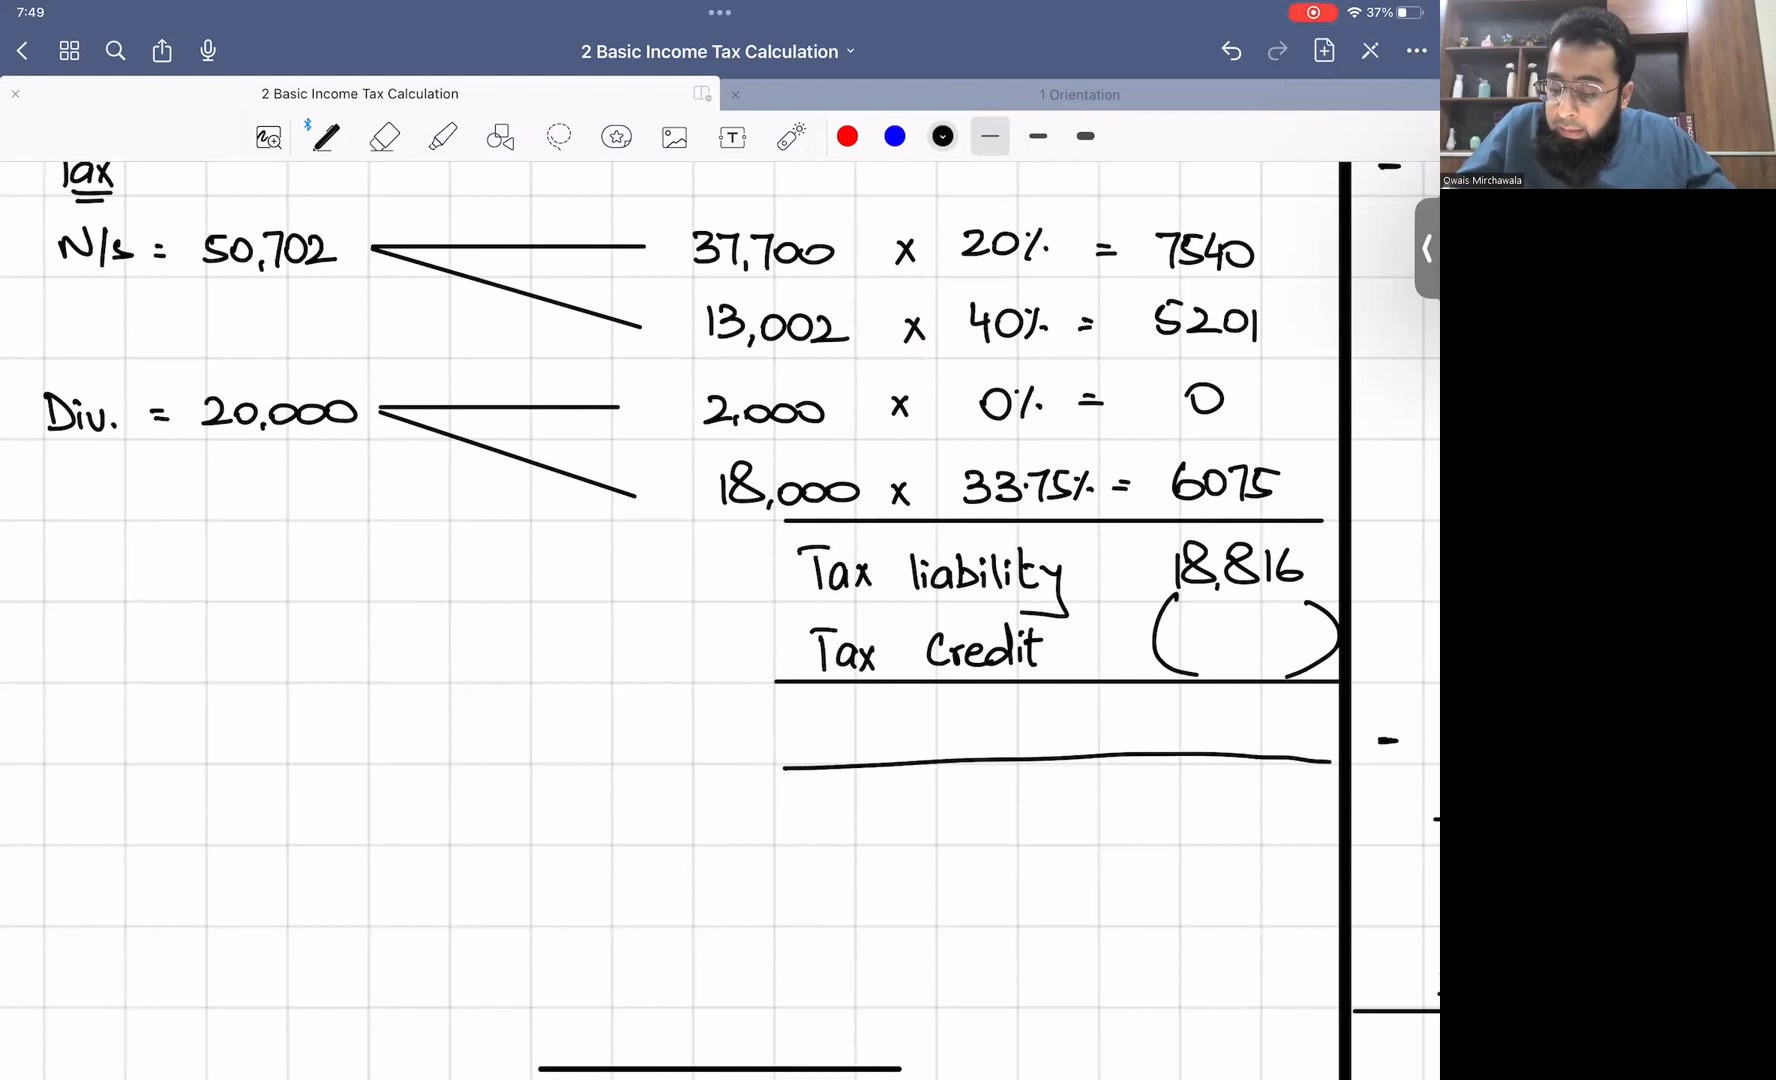 7:49
37%
2 Basic Income Tax Calculation
2 Basic Income Tax Calculation
1 Orientation
Owais Mirchawala
Tax
N/s = 50,702 37,700 x 20% = 7540
13,002 x 40% = 5201
Div. = 20,000 2,000 x 0% = 0
18,000 x 33.75% = 6075
Tax liability 18,816
Tax Credit ( )